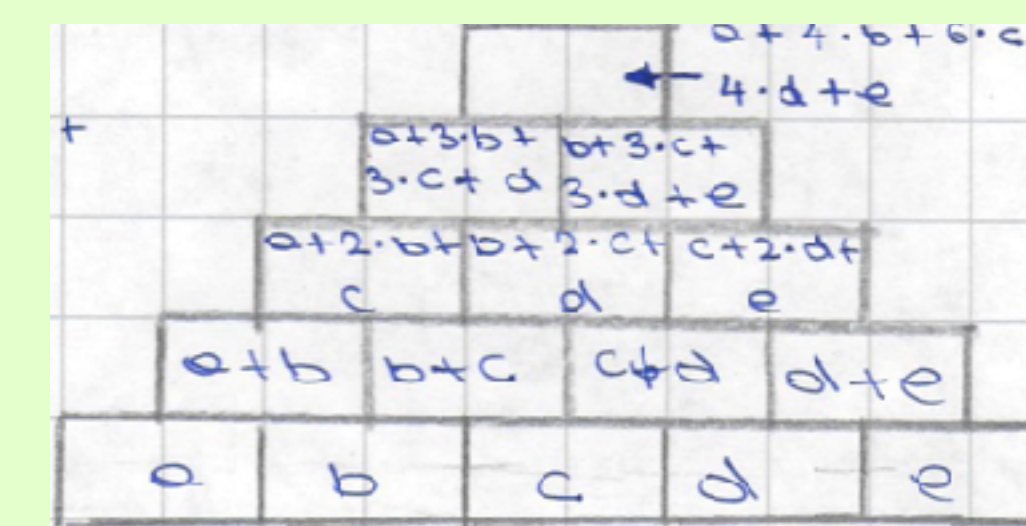 a + 4·b + 6·c
4·d + e
+
a+3·b+ b+3·c+
3·c+ d 3·d+e
a+2·b+ b+2·c+ c+2·d+
c d e
a+b b+c c+d d+e
a b c d e